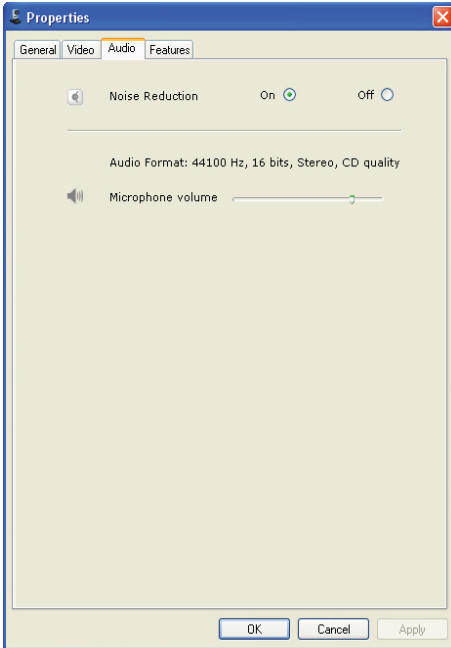 Properties
General Video Audio Features
Noise Reduction On Off
Audio Format: 44100 Hz, 16 bits, Stereo, CD quality
Microphone volume
OK Cancel Apply